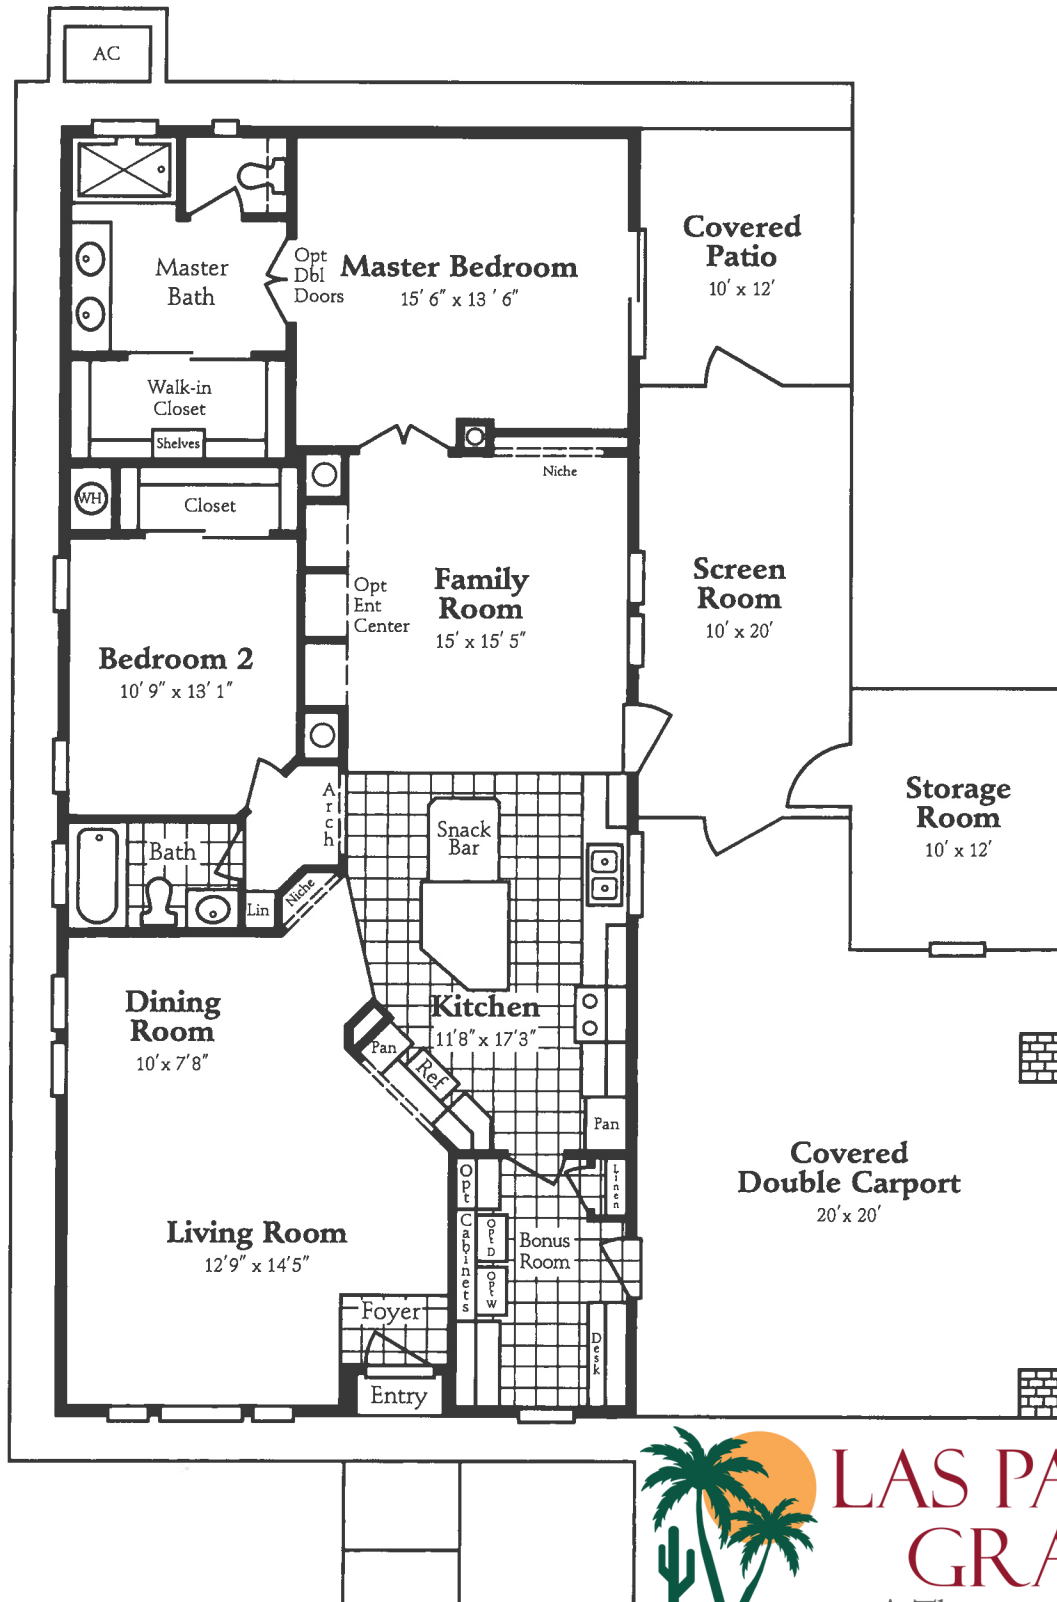 AC
Covered
Patio
10' x 12'
Master
Bath
Opt
Dbl
Doors
Master Bedroom
15' 6" x 13 ' 6"
Walk-in
Closet
Shelves
Niche
WH
Closet
Family
Room
15' x 15' 5"
Opt
Ent
Center
Screen
Room
10' x 20'
Bedroom 2
10' 9" x 13' 1"
Storage
Room
10' x 12'
Arch
Snack
Bar
Bath
Lin
Niche
Dining
Room
10' x 7'8"
Kitchen
11'8" x 17'3"
Pan
Ref
Pan
Covered
Double Carport
20' x 20'
Opt
Cabinets
Linen
Opt D
Opt W
Bonus
Room
Living Room
12'9" x 14'5"
Foyer
Desk
Entry
LAS PA
GRA